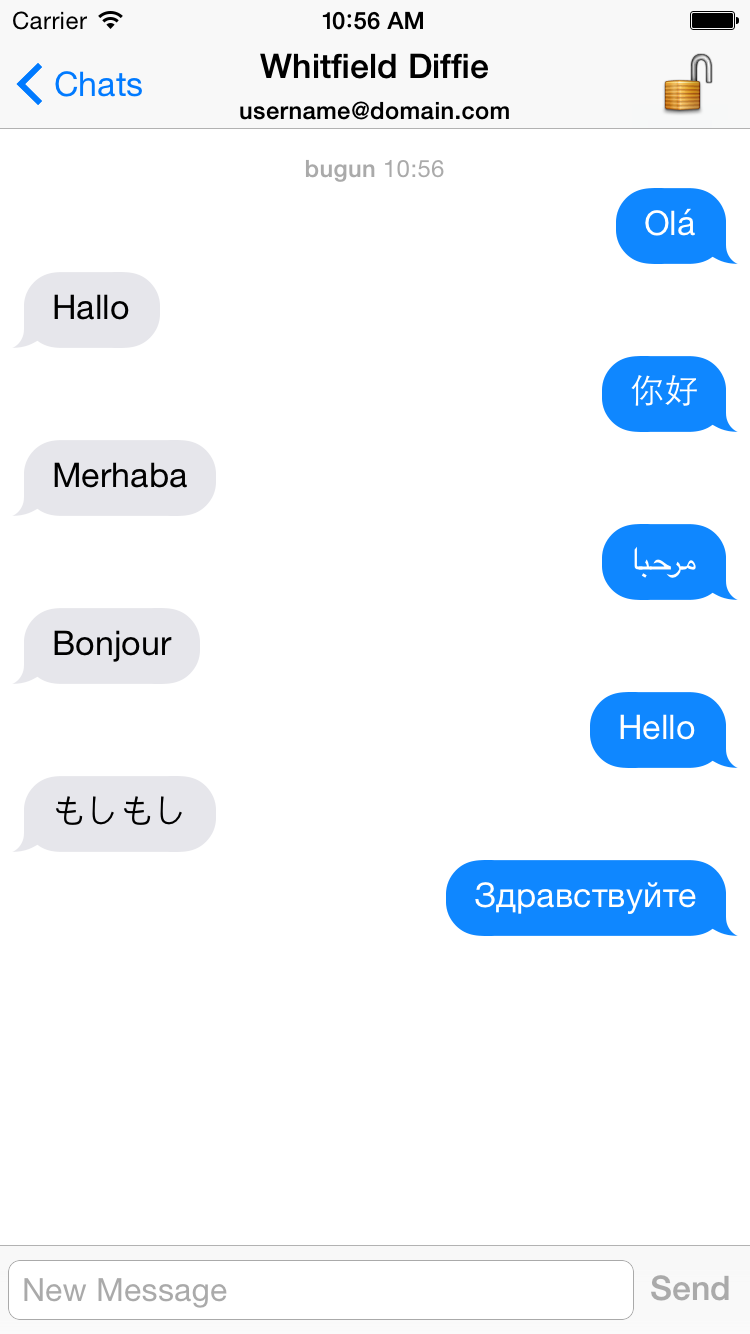 Carrier 10:56 AM
Chats
Whitfield Diffie
username@domain.com
bugun 10:56
Olá
Hallo
你好
Merhaba
مرحبا
Bonjour
Hello
もしもし
Здравствуйте
New Message
Send